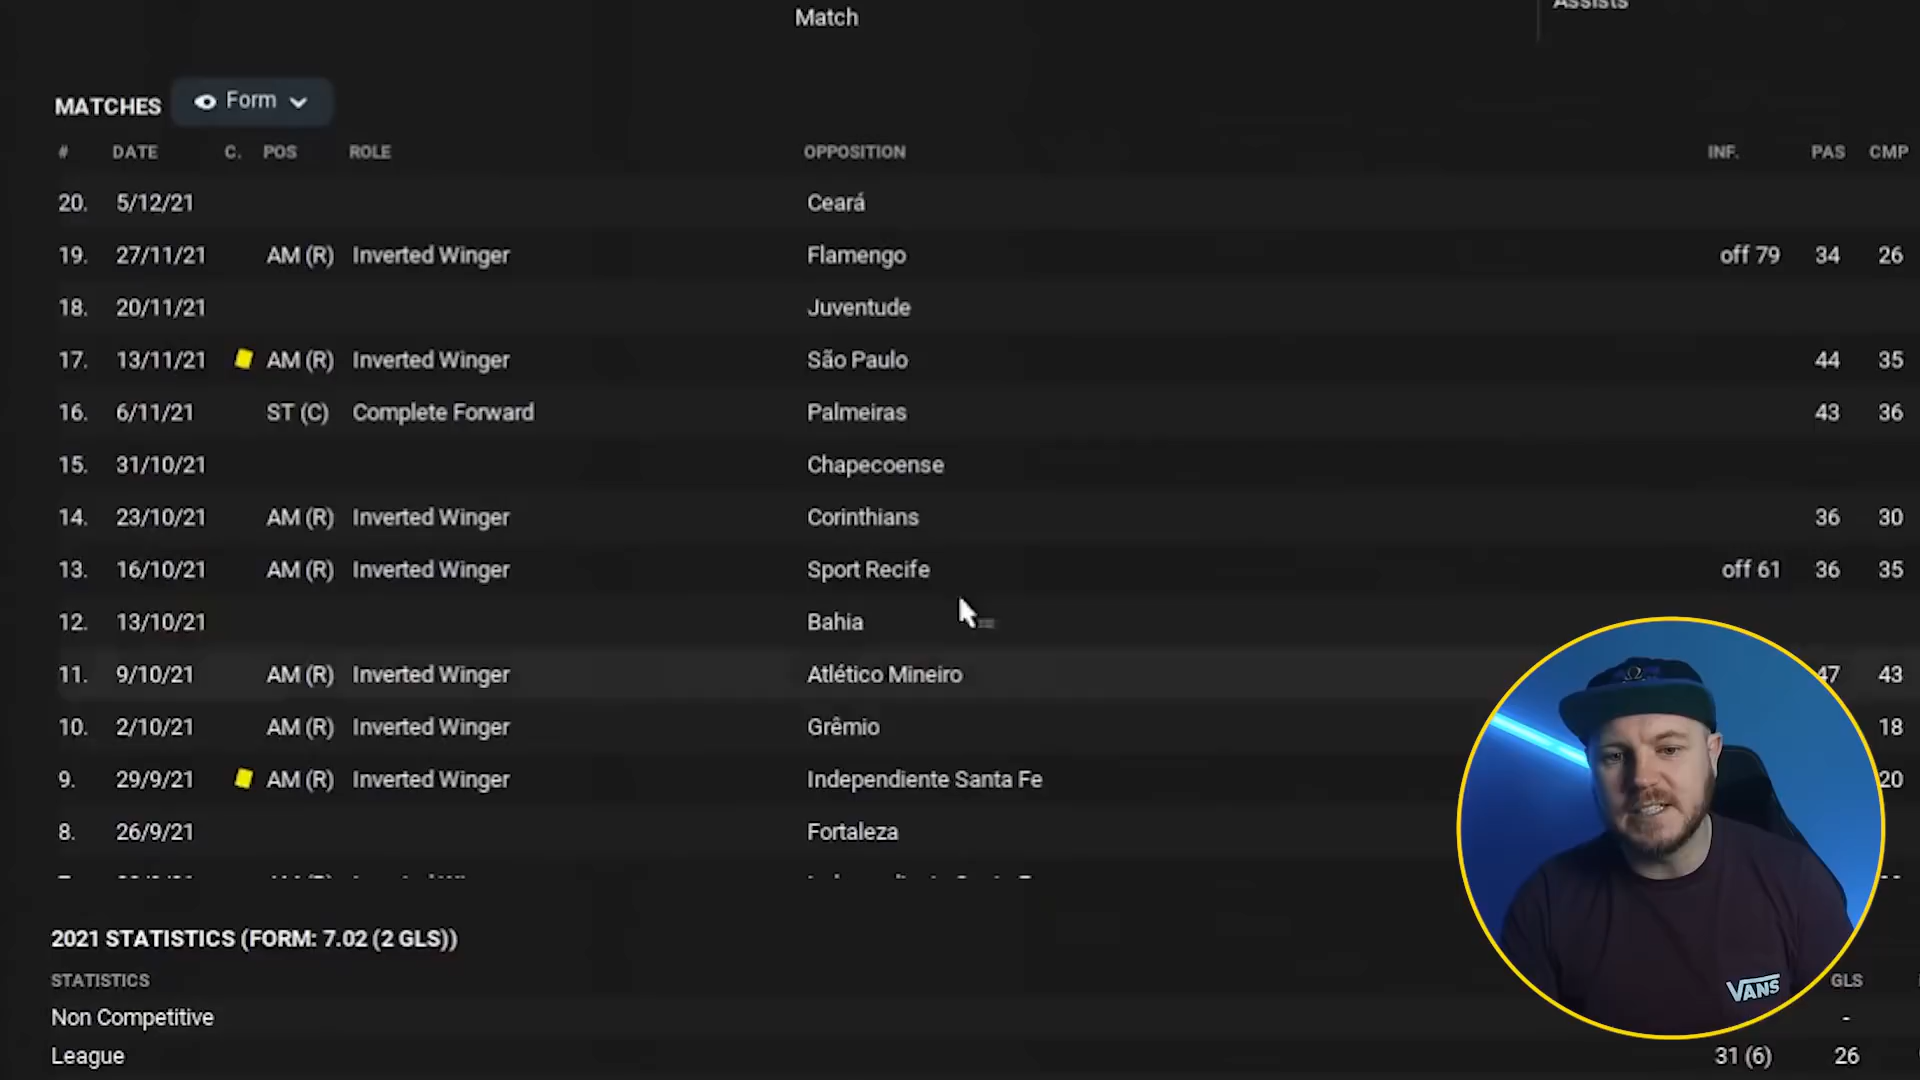 Match
Assists
MATCHES Form
# DATE C. POS ROLE OPPOSITION INF. PAS CMP
20. 5/12/21 Ceará
19. 27/11/21 AM (R) Inverted Winger Flamengo off 79 34 26
18. 20/11/21 Juventude
17. 13/11/21 AM (R) Inverted Winger São Paulo 44 35
16. 6/11/21 ST (C) Complete Forward Palmeiras 43 36
15. 31/10/21 Chapecoense
14. 23/10/21 AM (R) Inverted Winger Corinthians 36 30
13. 16/10/21 AM (R) Inverted Winger Sport Recife off 61 36 35
12. 13/10/21 Bahia
11. 9/10/21 AM (R) Inverted Winger Atlético Mineiro 47 43
10. 2/10/21 AM (R) Inverted Winger Grêmio 18
9. 29/9/21 AM (R) Inverted Winger Independiente Santa Fe 20
8. 26/9/21 Fortaleza
2021 STATISTICS (FORM: 7.02 (2 GLS))
STATISTICS GLS
Non Competitive -
League 31 (6) 26
VANS